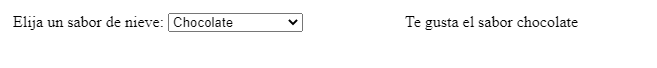 Elija un sabor de nieve: Chocolate Te gusta el sabor chocolate